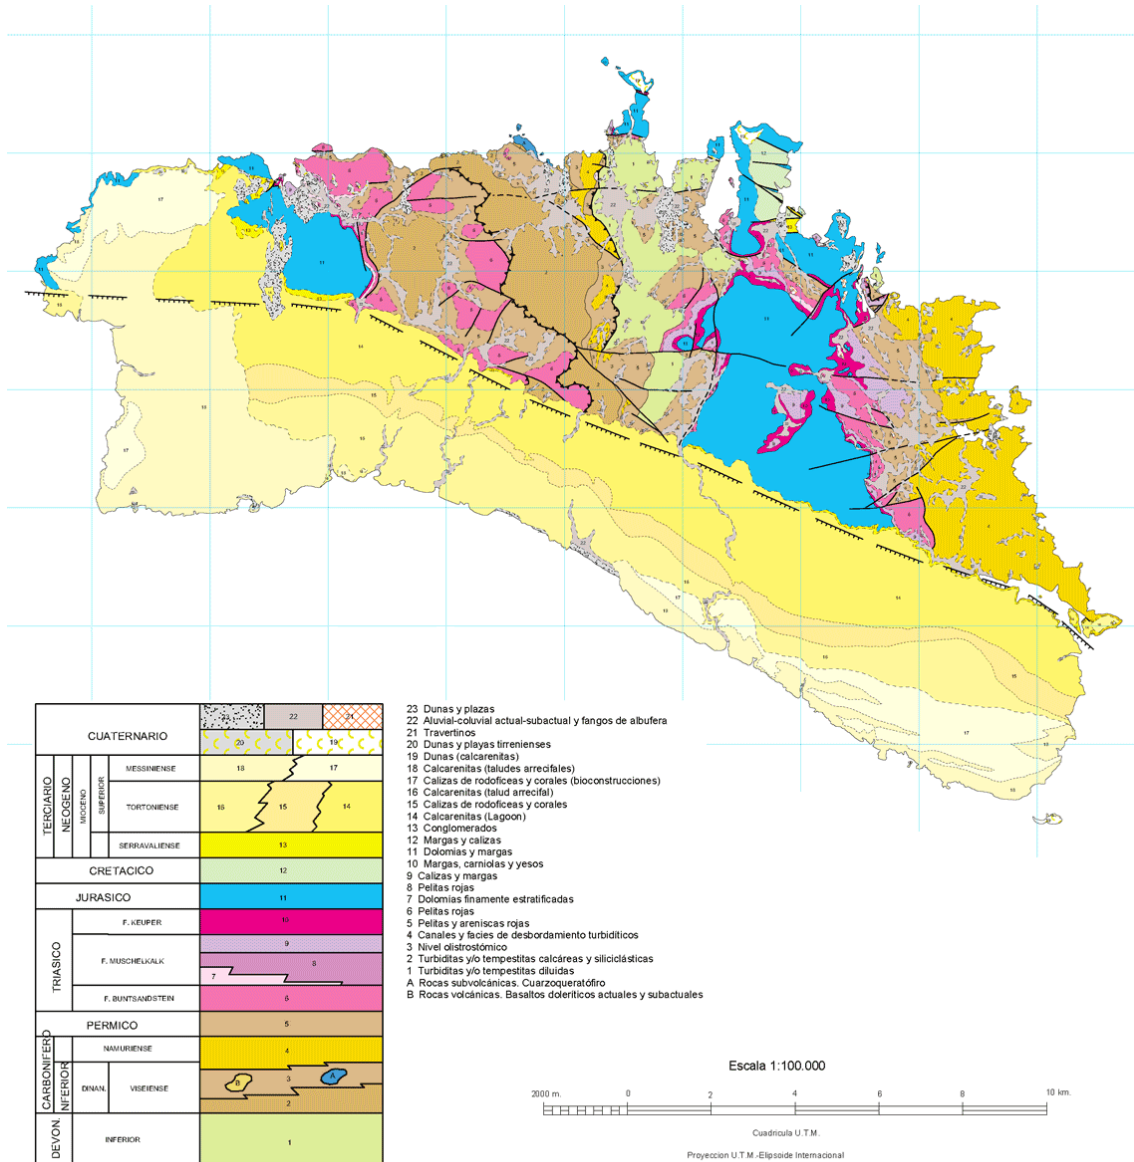 23 22 21
CUATERNARIO
20 19
TERCIARIO
NEOGENO
MIOCENO
SUPERIOR
MESSINIENSE
18 17
TORTONIENSE
16 15 14
SERRAVALIENSE
13
CRETACICO
12
JURASICO
11
TRIASICO
F. KEUPER
10
F. MUSCHELKALK
9
8
7
F. BUNTSANDSTEIN
6
PERMICO
5
CARBONIFERO
INFERIOR
NAMURIENSE
4
DINAN.
VISEIENSE
B 3 A
2
DEVON.
INFERIOR
1
23 Dunas y plazas
22 Aluvial-coluvial actual-subactual y fangos de albufera
21 Travertinos
20 Dunas y playas tirrenienses
19 Dunas (calcarenitas)
18 Calcarenitas (taludes arrecifales)
17 Calizas de rodofíceas y corales (bioconstrucciones)
16 Calcarenitas (talud arrecifal)
15 Calizas de rodofíceas y corales
14 Calcarenitas (Lagoon)
13 Conglomerados
12 Margas y calizas
11 Dolomias y margas
10 Margas, carniolas y yesos
9 Calizas y margas
8 Pelitas rojas
7 Dolomías finamente estratificadas
6 Pelitas rojas
5 Pelitas y areniscas rojas
4 Canales y facies de desbordamiento turbidíticos
3 Nivel olistrostómico
2 Turbiditas y/o tempestitas calcáreas y siliciclásticas
1 Turbiditas y/o tempestitas diluidas
A Rocas subvolcánicas. Cuarzoqueratófiro
B Rocas volcánicas. Basaltos doleríticos actuales y subactuales
Escala 1:100.000
2000 m. 0 2 4 6 8 10 km.
Cuadricula U.T.M.
Proyeccion U.T.M.-Elipsoide Internacional